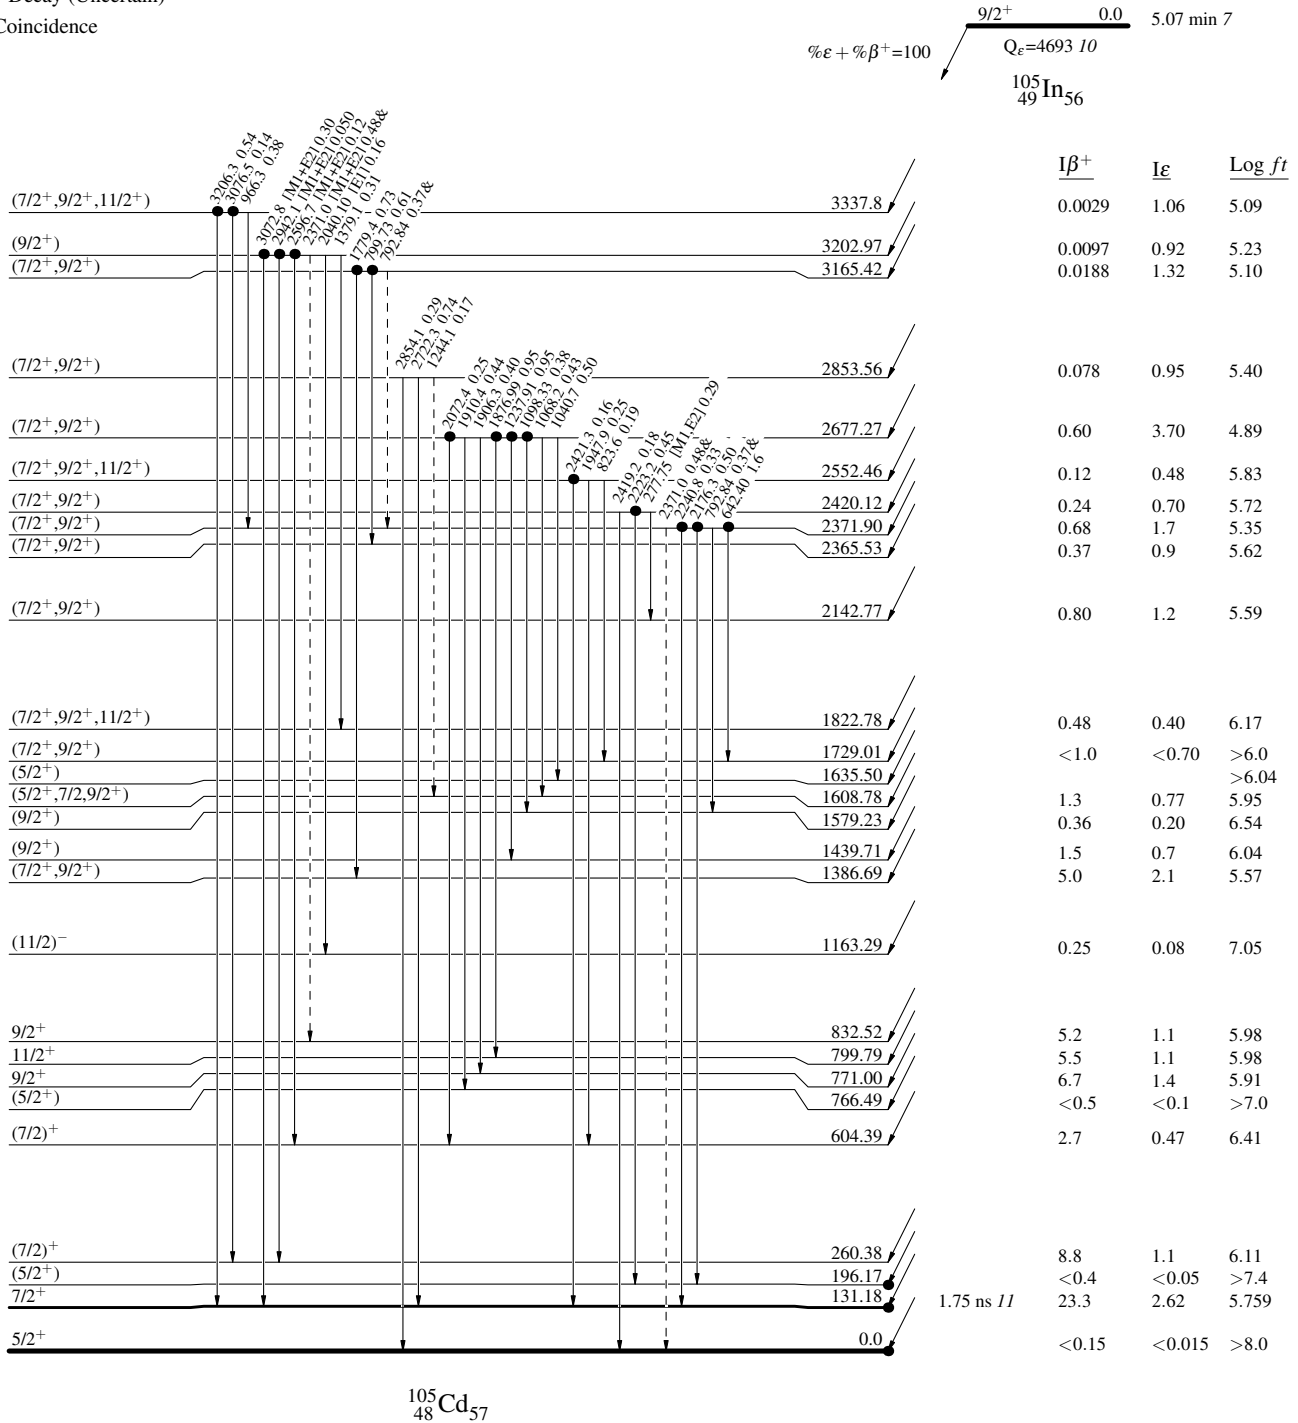 Decay (Uncertain)
Coincidence
9/2+ 0.0 5.07 min 7
%ε + %β+=100
Qε=4693 10
105 49 In 56
3206.3 0.54
3076.5 0.14
966.3 0.38
3072.8 [M1+E2] 0.30
2942.1 [M1+E2] 0.050
2596.7 [M1+E2] 0.12
2371.0 [M1+E2] 0.48&
2040.10 [E1] 0.16
1379.1 0.31
1779.4 0.73
799.73 0.61
792.84 0.37&
2854.1 0.29
2722.3 0.74
1244.1 0.17
2072.4 0.25
1910.4 0.44
1906.3 0.40
1876.99 0.95
1237.91 0.95
1098.33 0.38
1068.2 0.43
1040.7 0.50
2421.3 0.16
1947.9 0.25
823.6 0.19
2419.2 0.18
2223.2 0.45
277.75 [M1,E2] 0.29
2371.0 0.48&
2240.8 0.33
2176.3 0.50
792.84 0.37&
642.40 1.6
Iβ+ Iε Log ft
(7/2+,9/2+,11/2+) 3337.8 0.0029 1.06 5.09
(9/2+) 3202.97 0.0097 0.92 5.23
(7/2+,9/2+) 3165.42 0.0188 1.32 5.10
(7/2+,9/2+) 2853.56 0.078 0.95 5.40
(7/2+,9/2+) 2677.27 0.60 3.70 4.89
(7/2+,9/2+,11/2+) 2552.46 0.12 0.48 5.83
(7/2+,9/2+) 2420.12 0.24 0.70 5.72
(7/2+,9/2+) 2371.90 0.68 1.7 5.35
(7/2+,9/2+) 2365.53 0.37 0.9 5.62
(7/2+,9/2+) 2142.77 0.80 1.2 5.59
(7/2+,9/2+,11/2+) 1822.78 0.48 0.40 6.17
(7/2+,9/2+) 1729.01 <1.0 <0.70 >6.0
(5/2+) 1635.50 >6.04
(5/2+,7/2,9/2+) 1608.78 1.3 0.77 5.95
(9/2+) 1579.23 0.36 0.20 6.54
(9/2+) 1439.71 1.5 0.7 6.04
(7/2+,9/2+) 1386.69 5.0 2.1 5.57
(11/2)− 1163.29 0.25 0.08 7.05
9/2+ 832.52 5.2 1.1 5.98
11/2+ 799.79 5.5 1.1 5.98
9/2+ 771.00 6.7 1.4 5.91
(5/2+) 766.49 <0.5 <0.1 >7.0
(7/2)+ 604.39 2.7 0.47 6.41
(7/2)+ 260.38 8.8 1.1 6.11
(5/2+) 196.17 <0.4 <0.05 >7.4
7/2+ 131.18 1.75 ns 11 23.3 2.62 5.759
5/2+ 0.0 <0.15 <0.015 >8.0
105 48 Cd 57